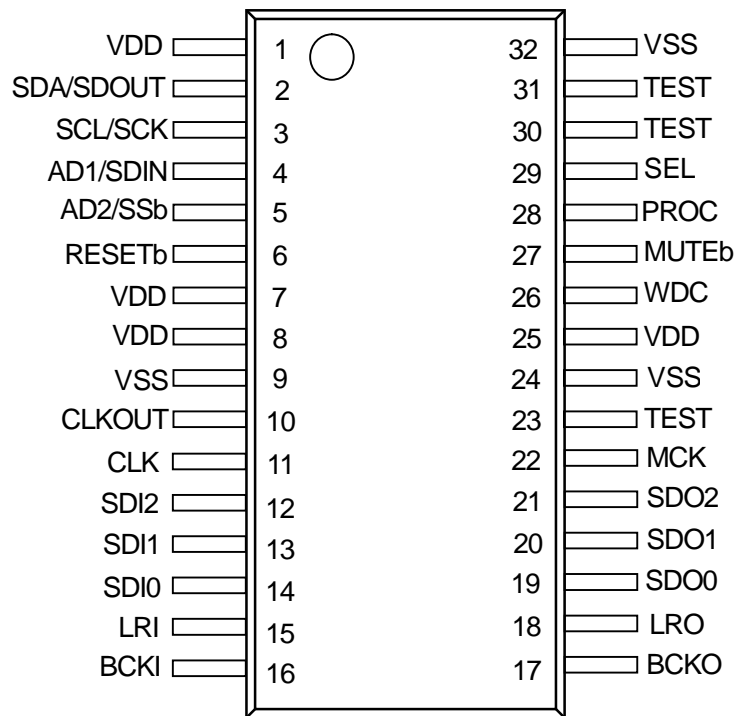 VDD 1 32 VSS
SDA/SDOUT 2 31 TEST
SCL/SCK 3 30 TEST
AD1/SDIN 4 29 SEL
AD2/SSb 5 28 PROC
RESETb 6 27 MUTEb
VDD 7 26 WDC
VDD 8 25 VDD
VSS 9 24 VSS
CLKOUT 10 23 TEST
CLK 11 22 MCK
SDI2 12 21 SDO2
SDI1 13 20 SDO1
SDI0 14 19 SDO0
LRI 15 18 LRO
BCKI 16 17 BCKO